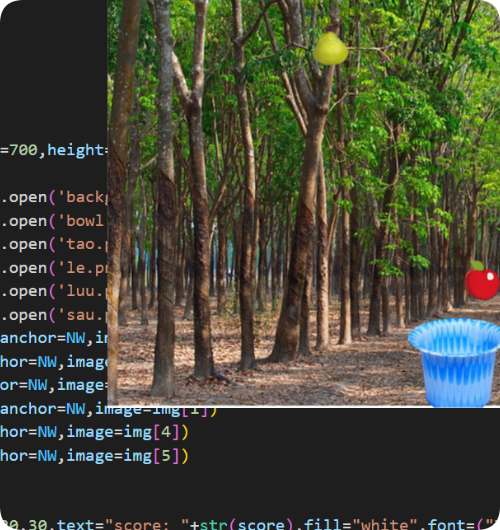 =700,height=
.open('backg
.open('bowl
.open('tao.p
.open('le.pn
.open('luu.p
.open('sau.p
anchor=NW,im
hor=NW,image
or=NW,image=
anchor=NW,image=img[1])
hor=NW,image=img[4])
hor=NW,image=img[5])
30,30,text="score: "+str(score),fill="white",font=("